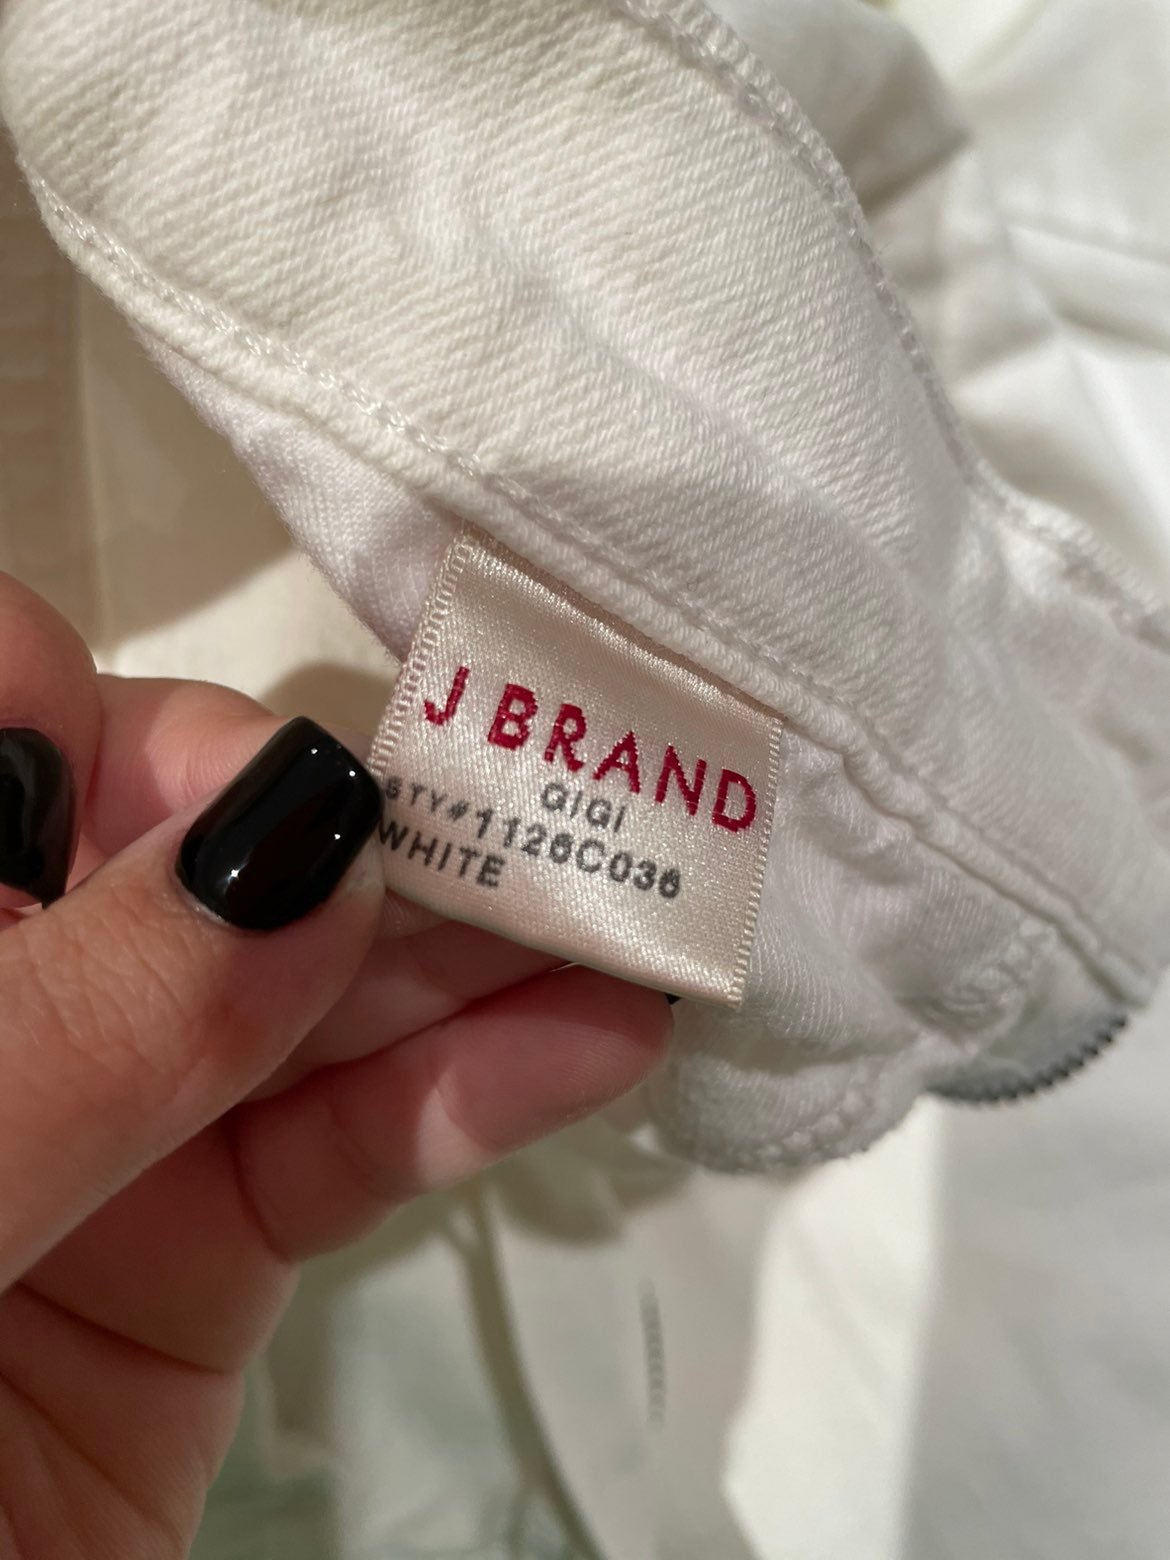 J BRAND
GIGI
STY#1126C036
WHITE